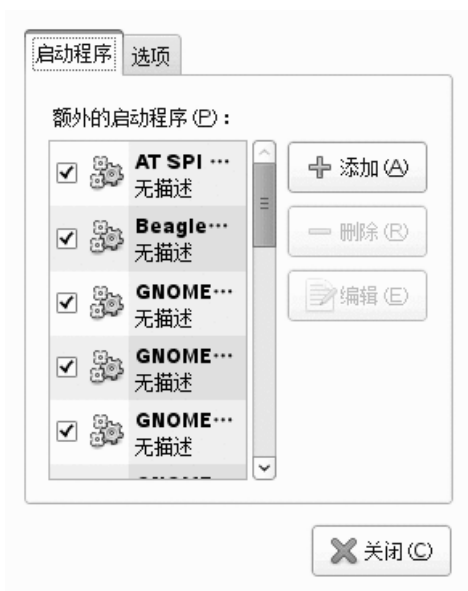 启动程序 选项
额外的启动程序(P)：
AT SPI ···
无描述
Beagle···
无描述
GNOME···
无描述
GNOME···
无描述
GNOME···
无描述
添加(A)
删除(R)
编辑(E)
关闭(C)